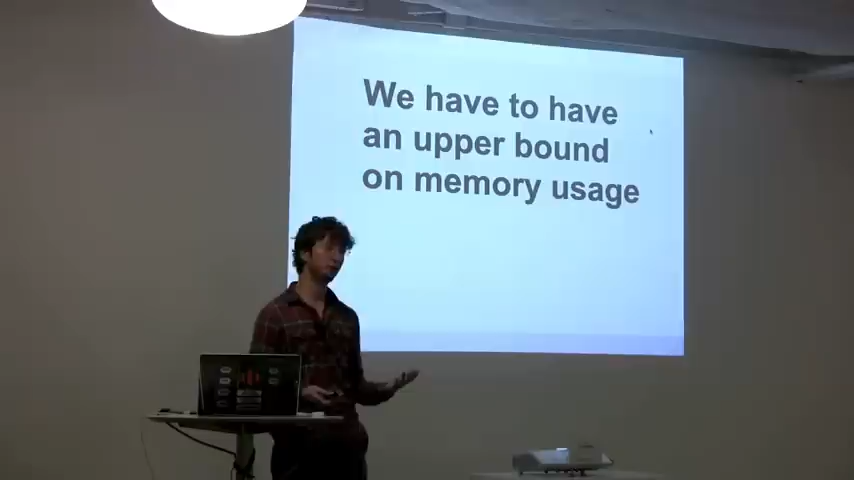 We have to have
an upper bound
on memory usage